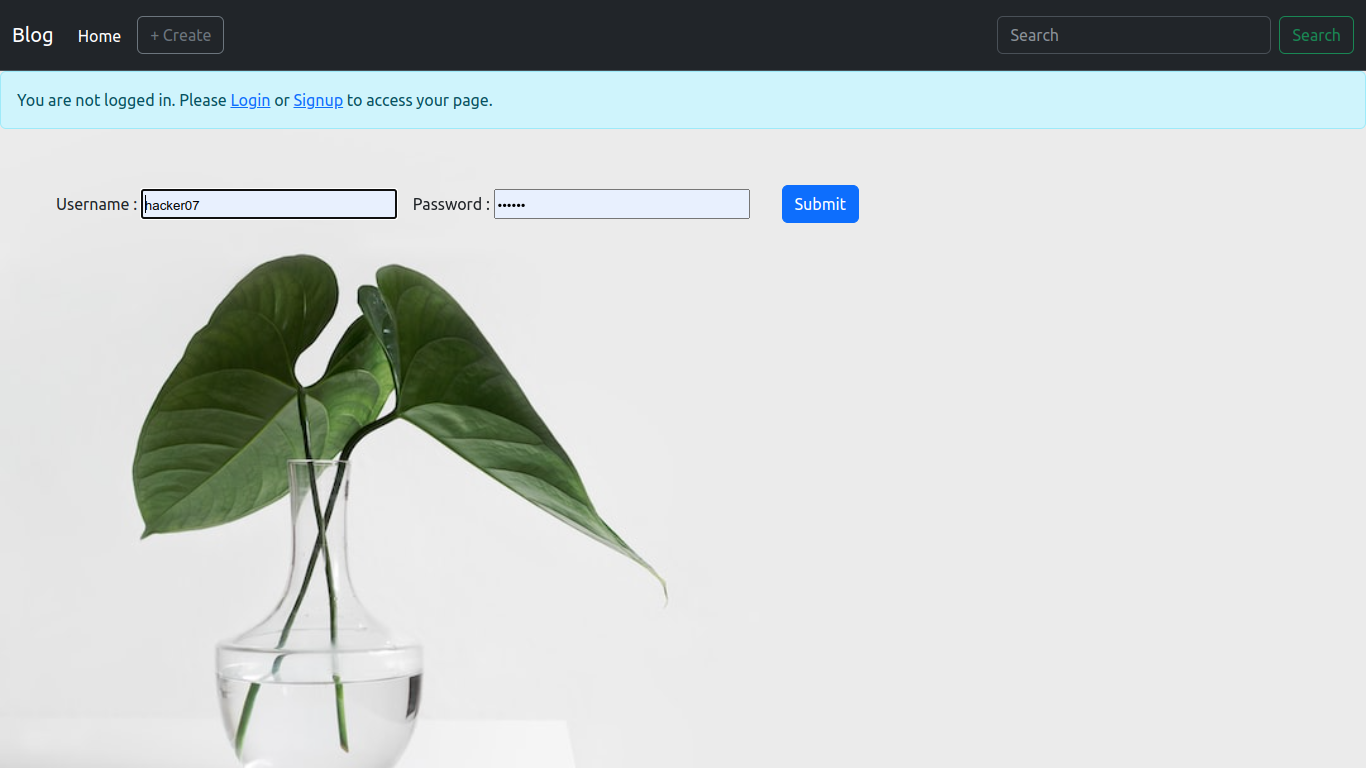 Blog Home + Create Search Search
You are not logged in. Please Login or Signup to access your page.
Username : hacker07 Password : •••••• Submit